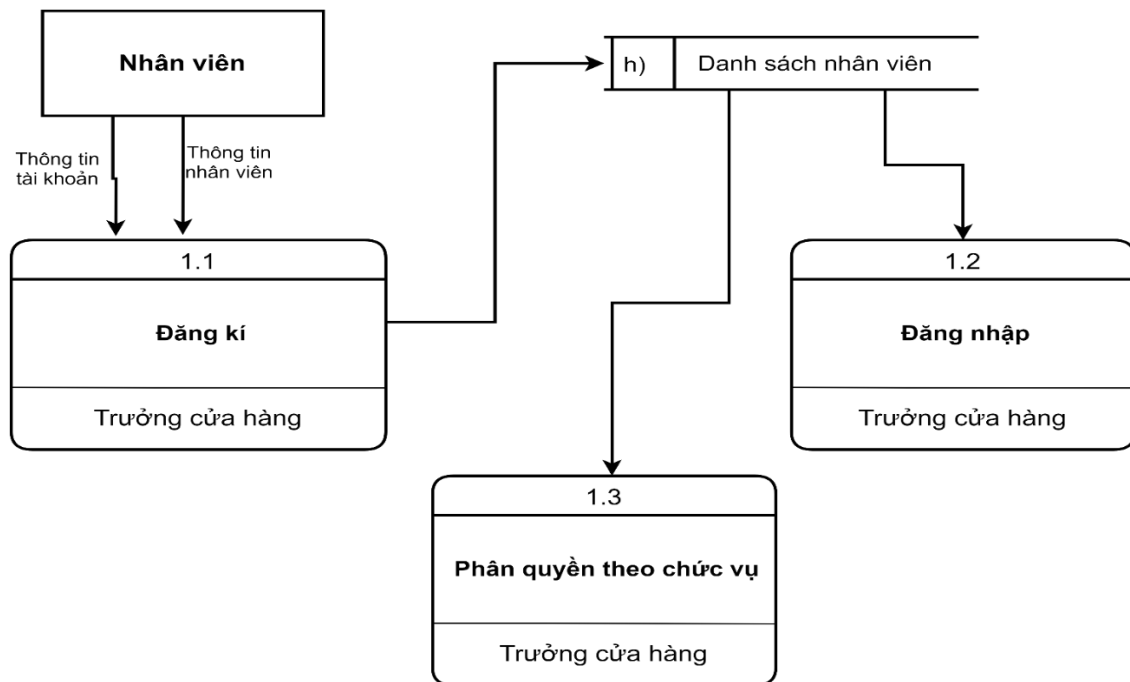 Nhân viên
h)
Danh sách nhân viên
Thông tin
tài khoản
Thông tin
nhân viên
1.1
Đăng kí
Trưởng cửa hàng
1.2
Đăng nhập
Trưởng cửa hàng
1.3
Phân quyền theo chức vụ
Trưởng cửa hàng